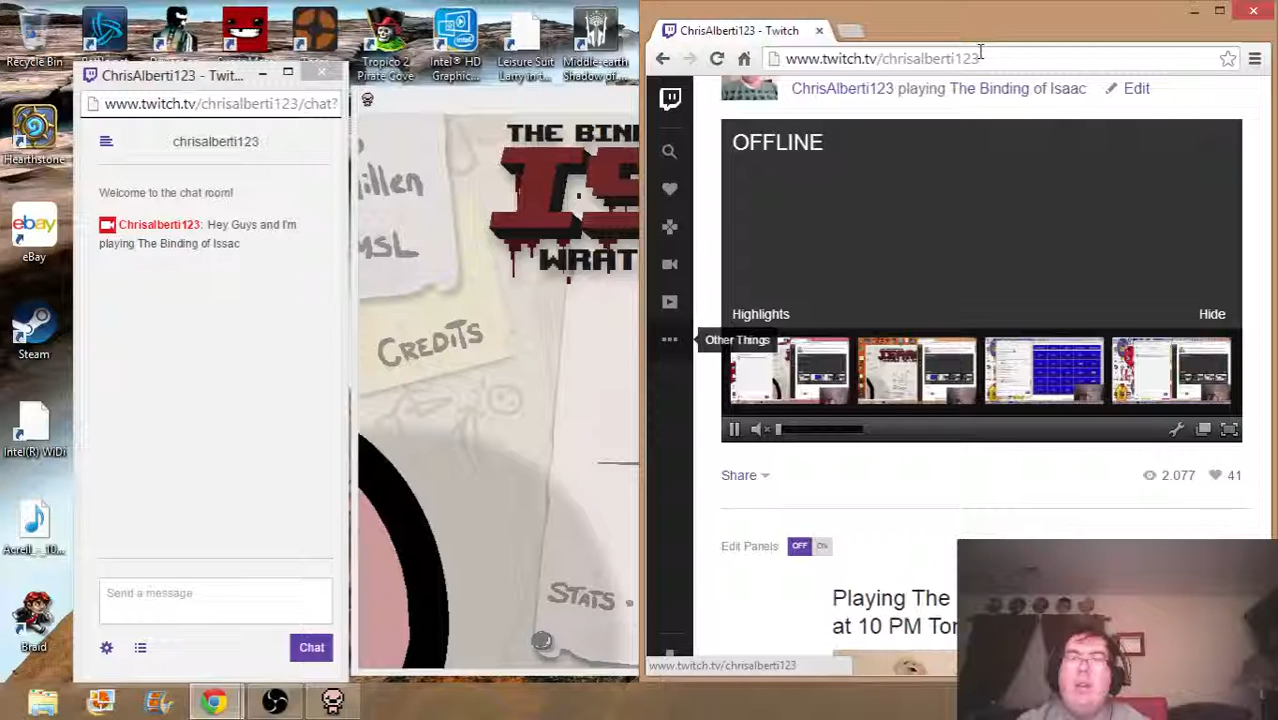 Recycle Bin
Tropico 2
Pirate Cove
Intel® HD
Graphic...
Leisure Suit
Larry in t...
Middle-earth
Shadow of...
Hearthstone
ebay
eBay
Steam
Intel(R) WiDi
Braid
ChrisAlberti123 - Twit...
www.twitch.tv/chrisalberti123/chat?
chrisalberti123
Welcome to the chat room!
Chrisalberti123: Hey Guys and I'm
playing The Binding of Issac
Send a message
Chat
THE BIN
IS
WRAT
MSL
CREDITS
STATS
ChrisAlberti123 - Twitch
www.twitch.tv/chrisalberti123
ChrisAlberti123 playing The Binding of Isaac
Edit
OFFLINE
Highlights
Hide
Other Things
Share
2.077
41
Edit Panels
OFF
ON
Playing The
at 10 PM Tor
www.twitch.tv/chrisalberti123